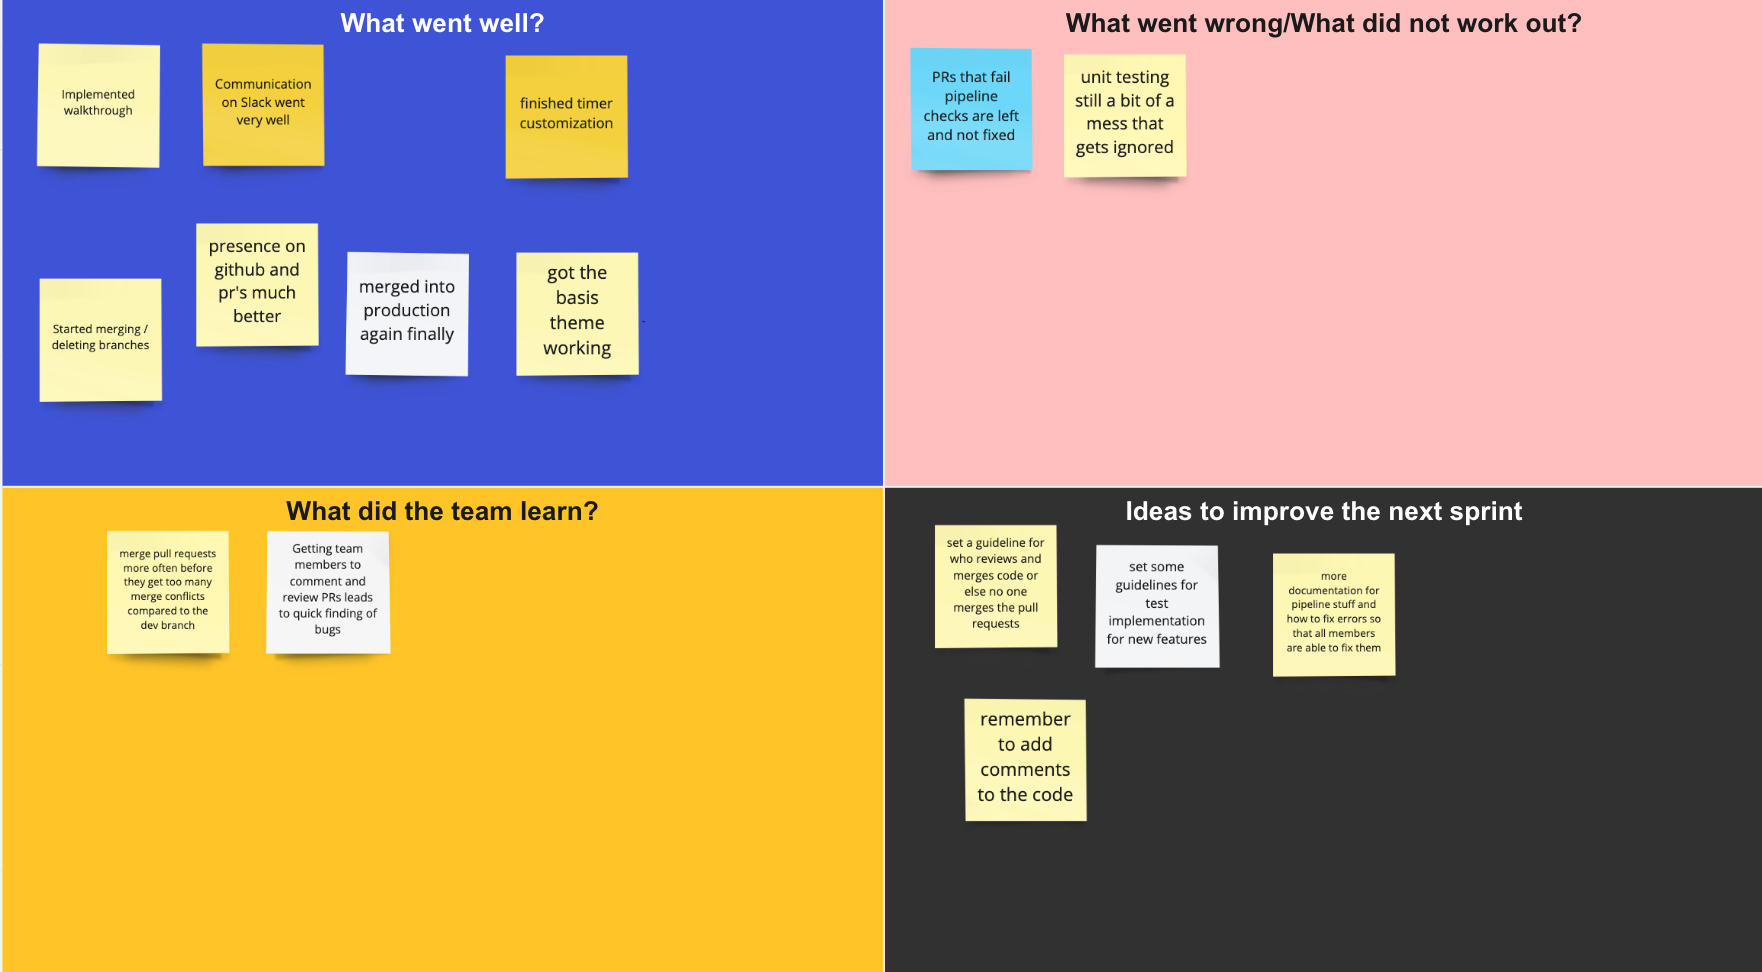 What went well?
Implemented
walkthrough
Communication
on Slack went
very well
finished timer
customization
presence on
github and
pr's much
better
Started merging /
deleting branches
merged into
production
again finally
got the
basis
theme
working
What went wrong/What did not work out?
PRs that fail
pipeline
checks are left
and not fixed
unit testing
still a bit of a
mess that
gets ignored
What did the team learn?
merge pull requests
more often before
they get too many
merge conflicts
compared to the
dev branch
Getting team
members to
comment and
review PRs leads
to quick finding of
bugs
Ideas to improve the next sprint
set a guideline for
who reviews and
merges code or
else no one
merges the pull
requests
set some
guidelines for
test
implementation
for new features
more
documentation for
pipeline stuff and
how to fix errors so
that all members
are able to fix them
remember
to add
comments
to the code